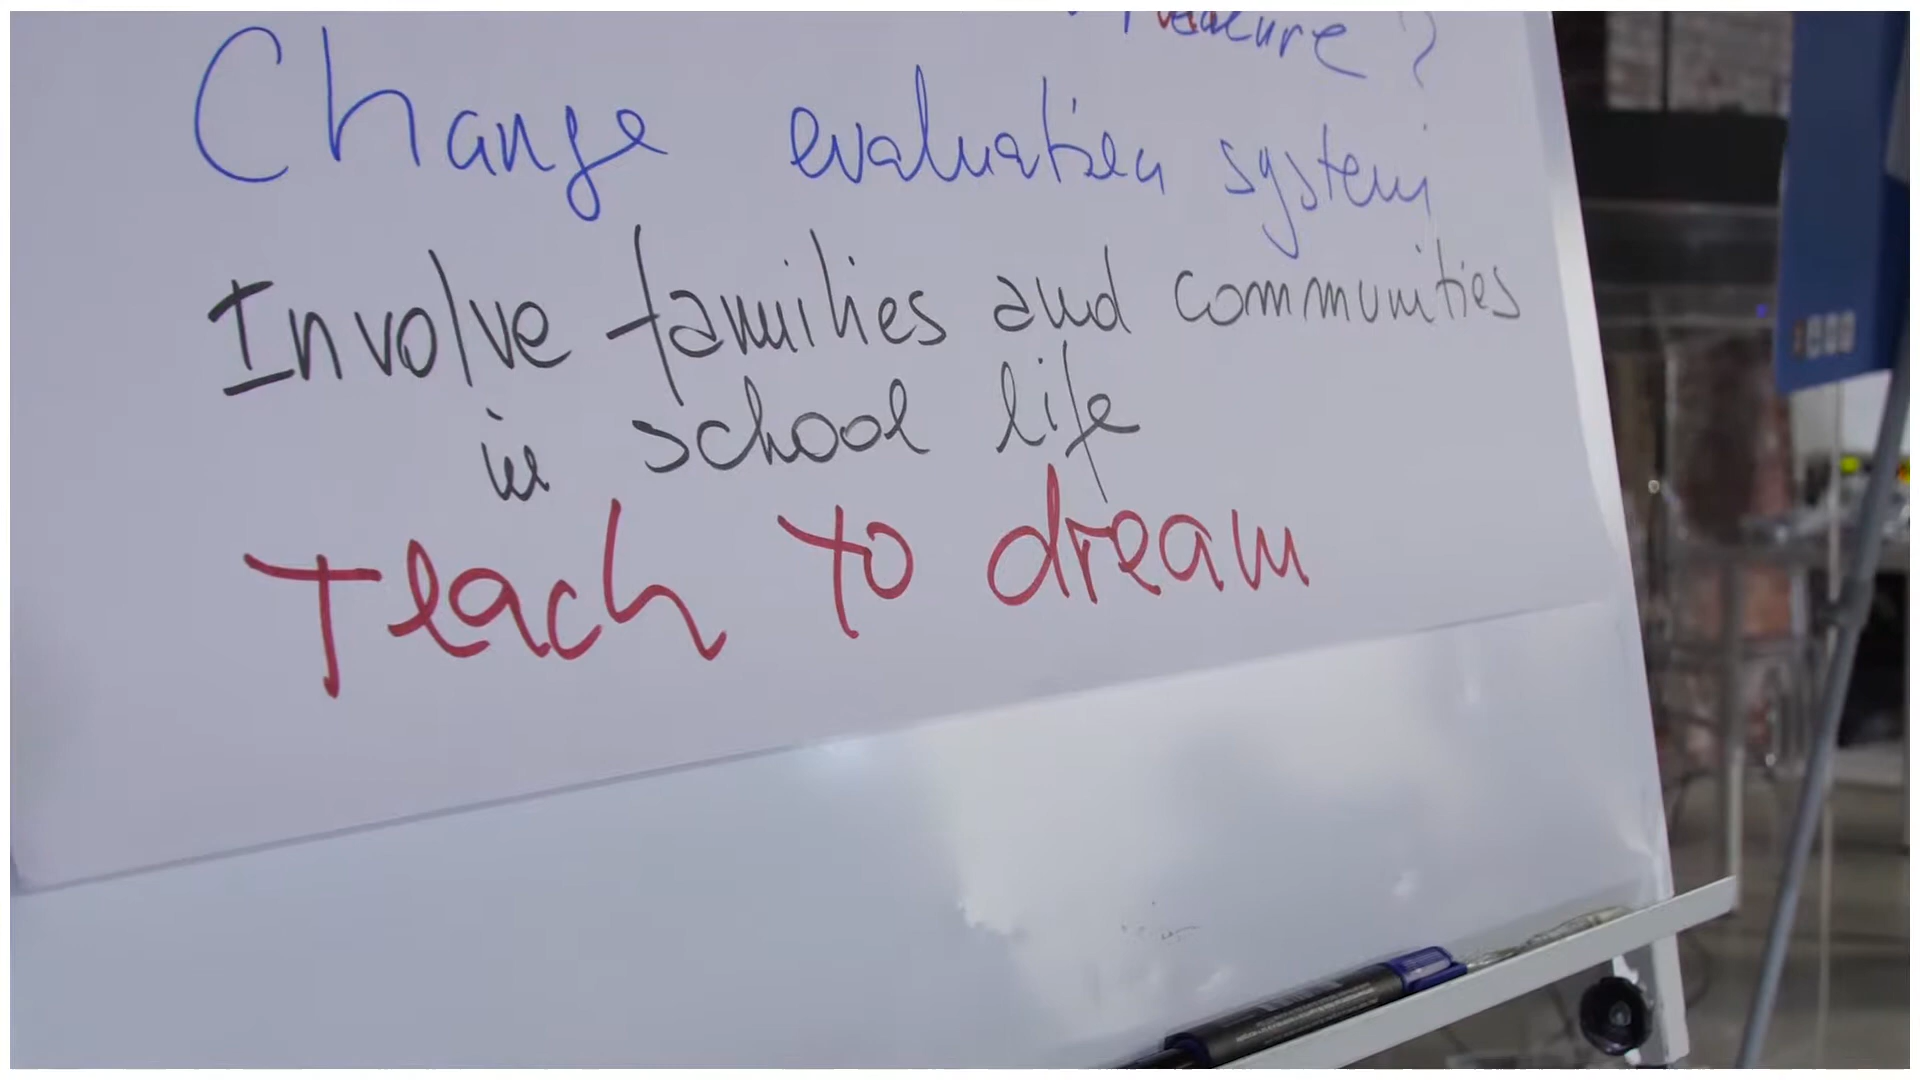 Change evaluation system
Involve families and communities
in school life
Teach to dream